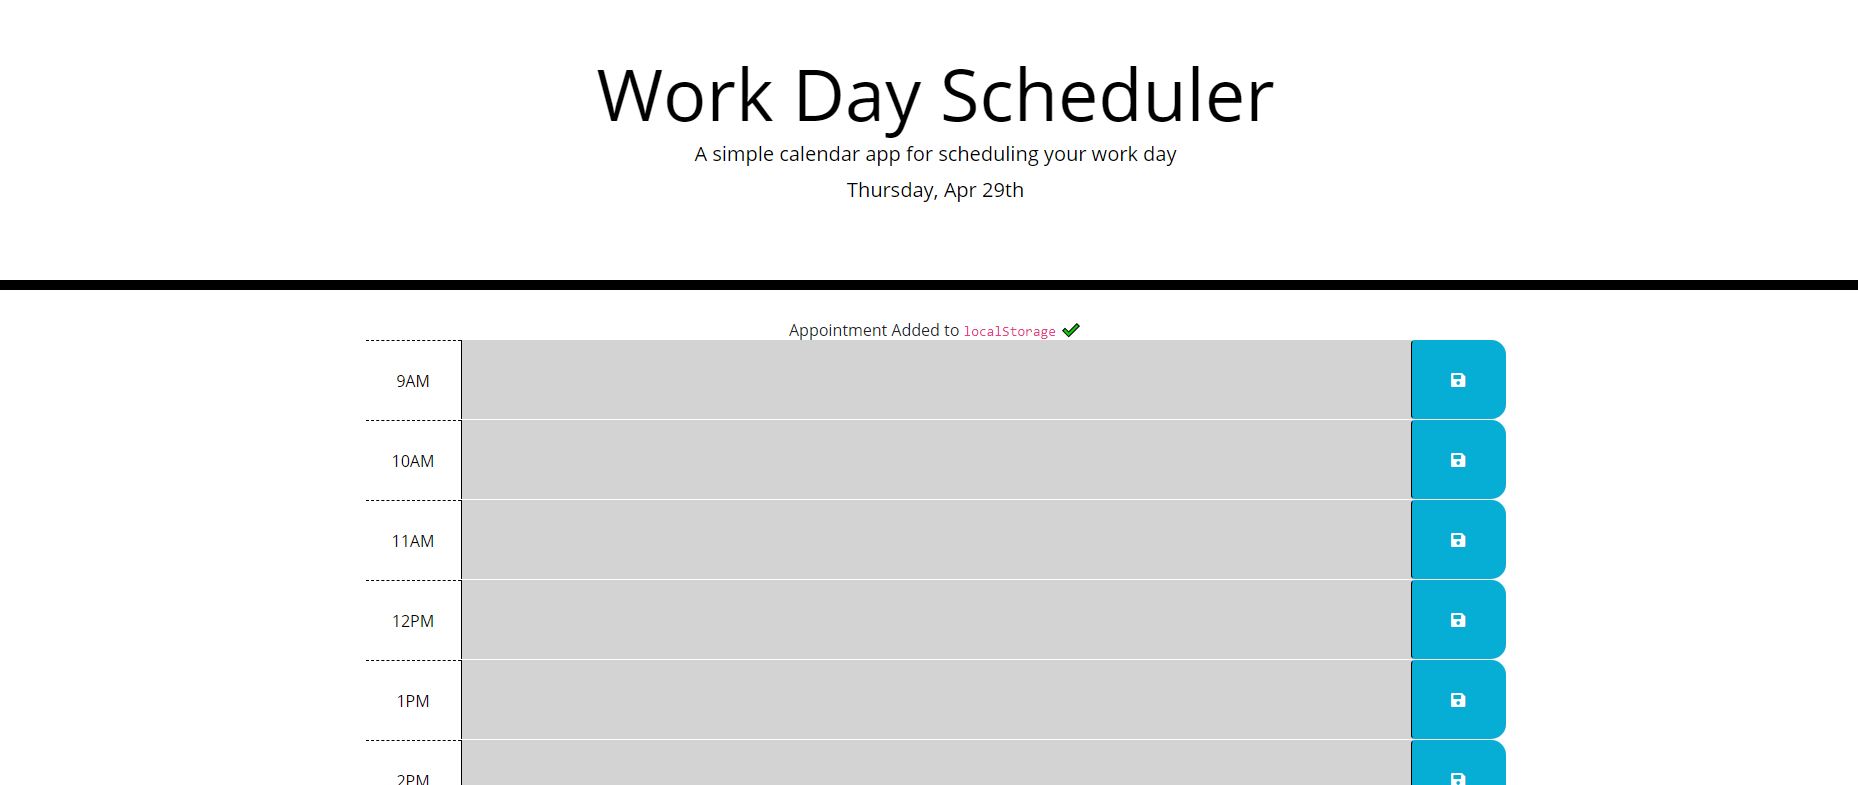 Work Day Scheduler
A simple calendar app for scheduling your work day
Thursday, Apr 29th
Appointment Added to localStorage ✔
9AM
10AM
11AM
12PM
1PM
2PM